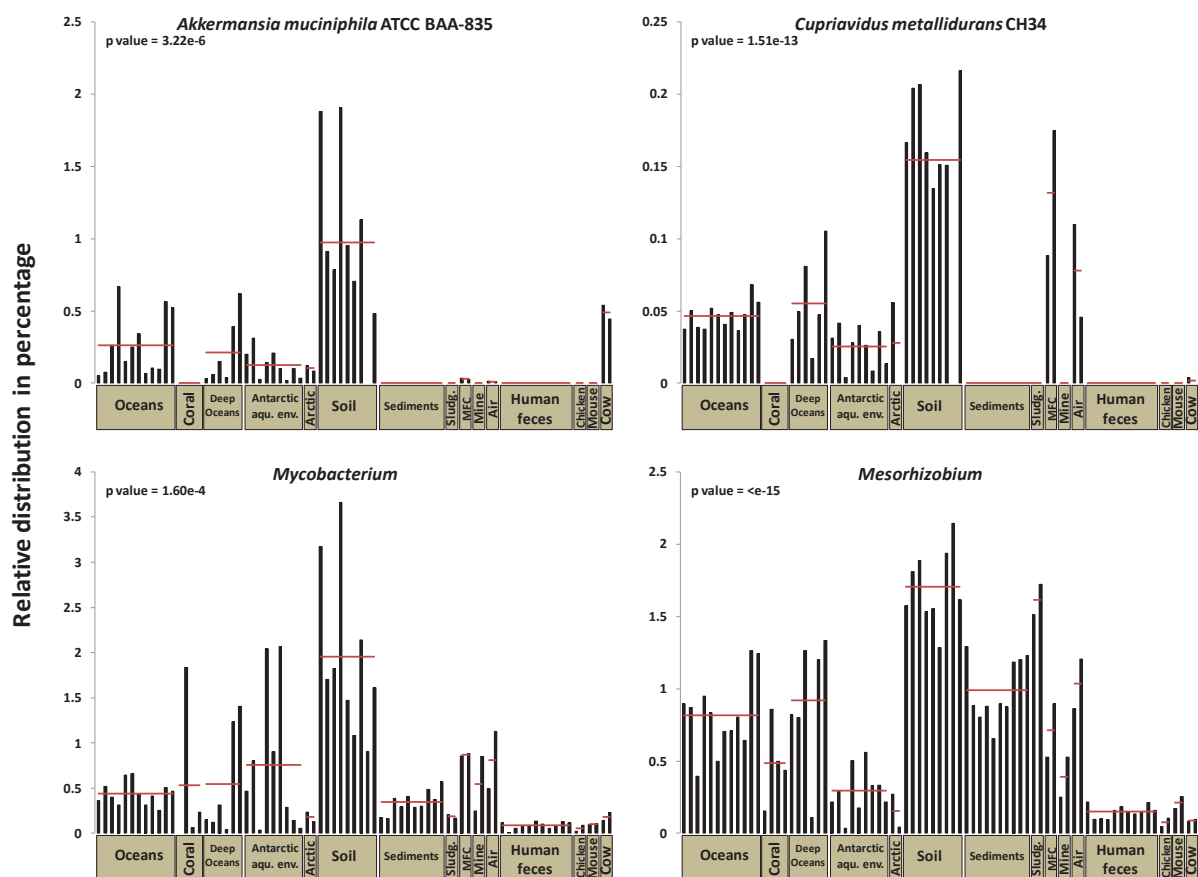 Relative distribution in percentage
Akkermansia muciniphila ATCC BAA-835
p value = 3.22e-6
2.5
2
1.5
1
0.5
0
Oceans
Coral
Deep
Oceans
Antarctic
aqu. env.
Arctic
Soil
Sediments
Sludg.
MFC
Mine
Air
Human
feces
Chicken
Mouse
Cow
Cupriavidus metallidurans CH34
p value = 1.51e-13
0.25
0.2
0.15
0.1
0.05
0
Oceans
Coral
Deep
Oceans
Antarctic
aqu. env.
Arctic
Soil
Sediments
Sludg.
MFC
Mine
Air
Human
feces
Chicken
Mouse
Cow
Mycobacterium
p value = 1.60e-4
4
3.5
3
2.5
2
1.5
1
0.5
0
Oceans
Coral
Deep
Oceans
Antarctic
aqu. env.
Arctic
Soil
Sediments
Sludg.
MFC
Mine
Air
Human
feces
Chicken
Mouse
Cow
Mesorhizobium
p value = <e-15
2.5
2
1.5
1
0.5
0
Oceans
Coral
Deep
Oceans
Antarctic
aqu. env.
Arctic
Soil
Sediments
Sludg.
MFC
Mine
Air
Human
feces
Chicken
Mouse
Cow